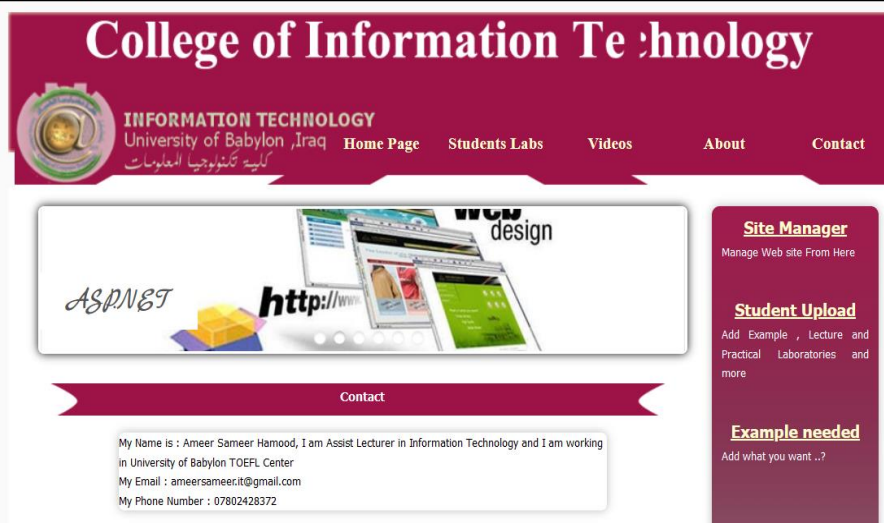 College of Information Te chnology
INFORMATION TECHNOLOGY
University of Babylon ,Iraq
كلية تكنولوجيا المعلومات
Home Page Students Labs Videos About Contact
web
design
ASP.NET
http://www.
Site Manager
Manage Web site From Here
Student Upload
Add Example , Lecture and
Practical Laboratories and
more
Example needed
Add what you want ..?
Contact
My Name is : Ameer Sameer Hamood, I am Assist Lecturer in Information Technology and I am working
in University of Babylon TOEFL Center
My Email : ameersameer.it@gmail.com
My Phone Number : 07802428372